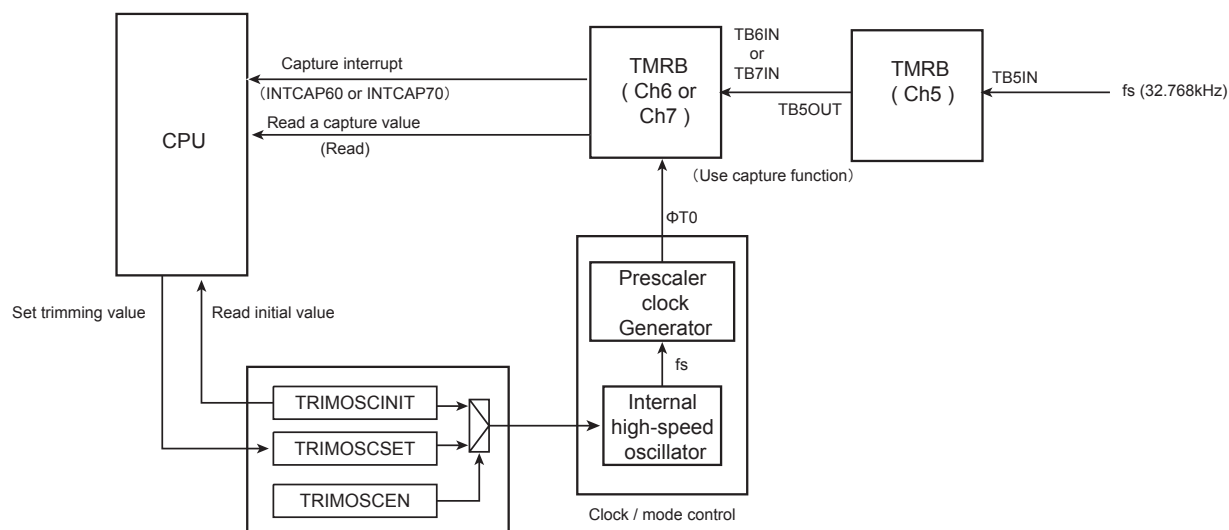 CPU
Capture interrupt
（INTCAP60 or INTCAP70）
Read a capture value
(Read)
TMRB
( Ch6 or
Ch7 )
TB6IN
or
TB7IN
TB5OUT
TMRB
( Ch5 )
TB5IN
fs (32.768kHz)
（Use capture function）
ΦT0
Prescaler
clock
Generator
fs
Internal
high-speed
oscillator
Clock / mode control
Set trimming value
Read initial value
TRIMOSCINIT
TRIMOSCSET
TRIMOSCEN